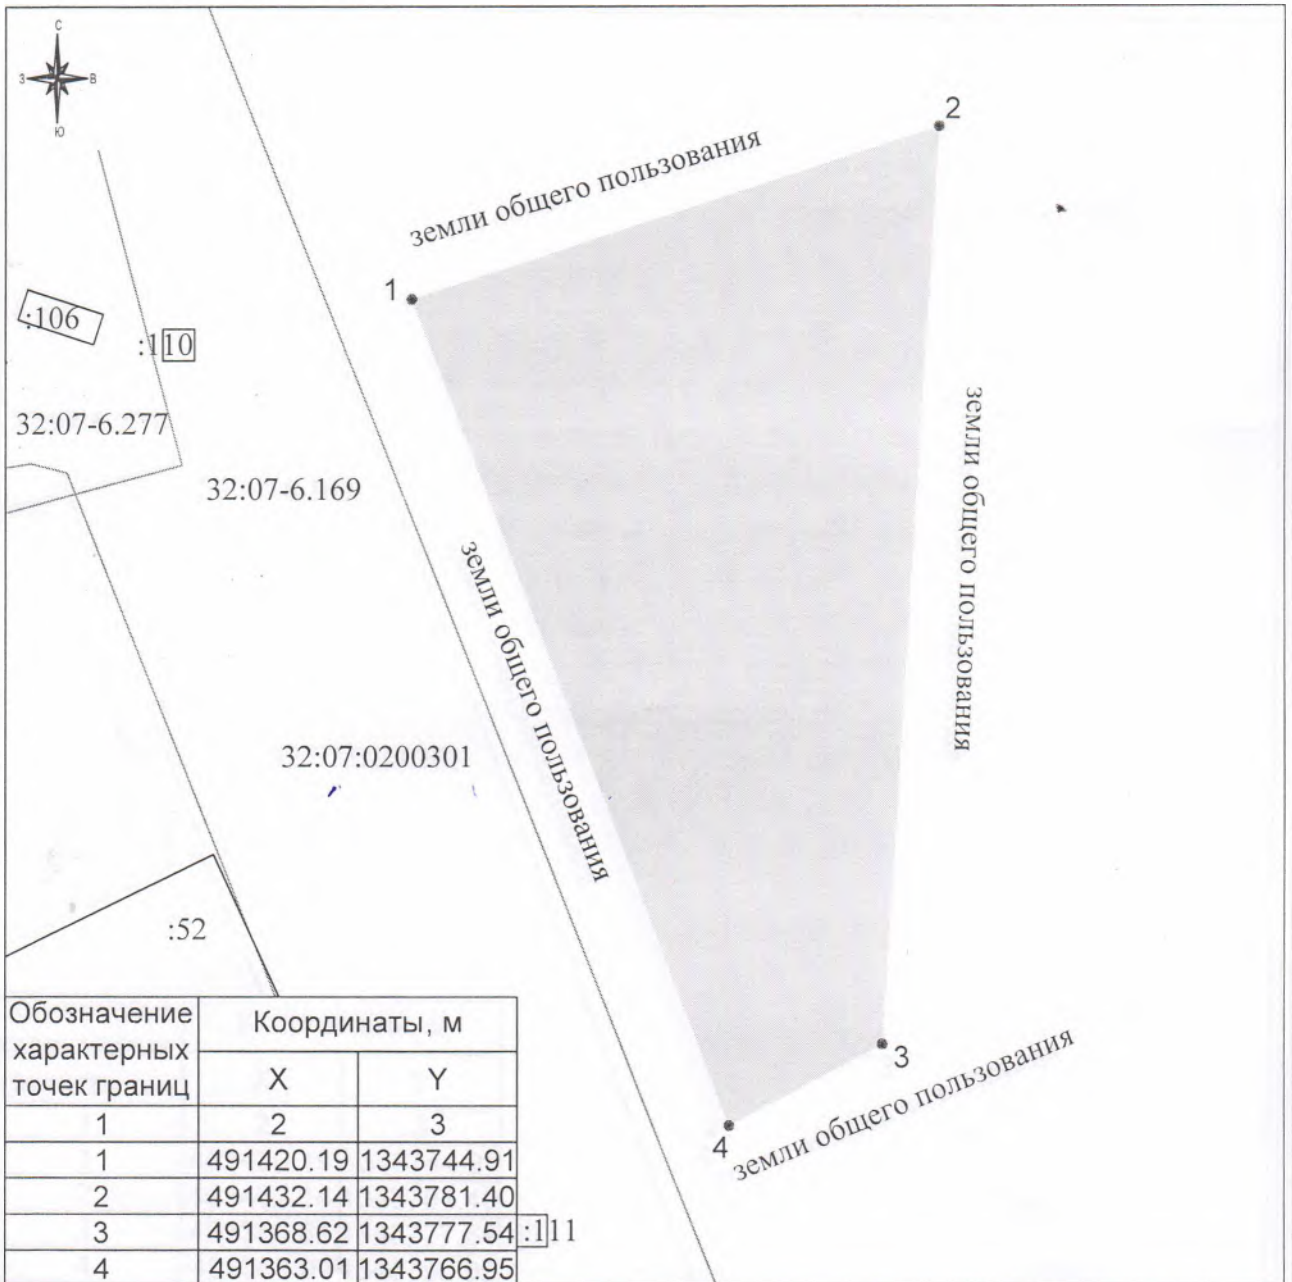 С
З В
Ю
2
земли общего пользования
1
:106
:110
земли общего пользования
32:07-6.277
32:07-6.169
земли общего пользования
32:07:0200301
:52
3
земли общего пользования
4
Обозначение характерных точек границ Координаты, м
X Y
1 2 3
1 491420.19 1343744.91
2 491432.14 1343781.40
3 491368.62 1343777.54
:111
4 491363.01 1343766.95